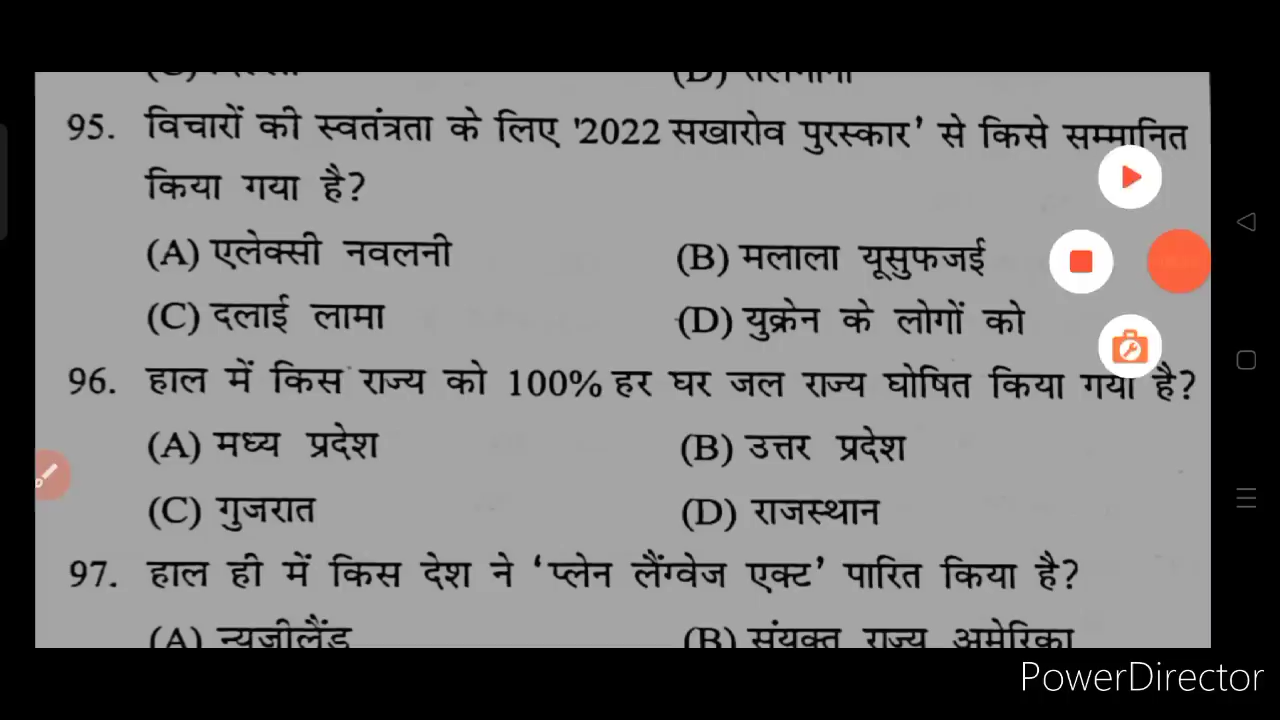 95. विचारों की स्वतंत्रता के लिए '2022 सखारोव पुरस्कार’ से किसे सम्मानित
किया गया है?
(A) एलेक्सी नवलनी (B) मलाला यूसुफजई
(C) दलाई लामा (D) युक्रेन के लोगों को
96. हाल में किस राज्य को 100% हर घर जल राज्य घोषित किया गया है?
(A) मध्य प्रदेश (B) उत्तर प्रदेश
(C) गुजरात (D) राजस्थान
97. हाल ही में किस देश ने ‘प्लेन लैंग्वेज एक्ट’ पारित किया है?
(A) न्यूजीलैंड (B) संयुक्त राज्य अमेरिका
PowerDirector